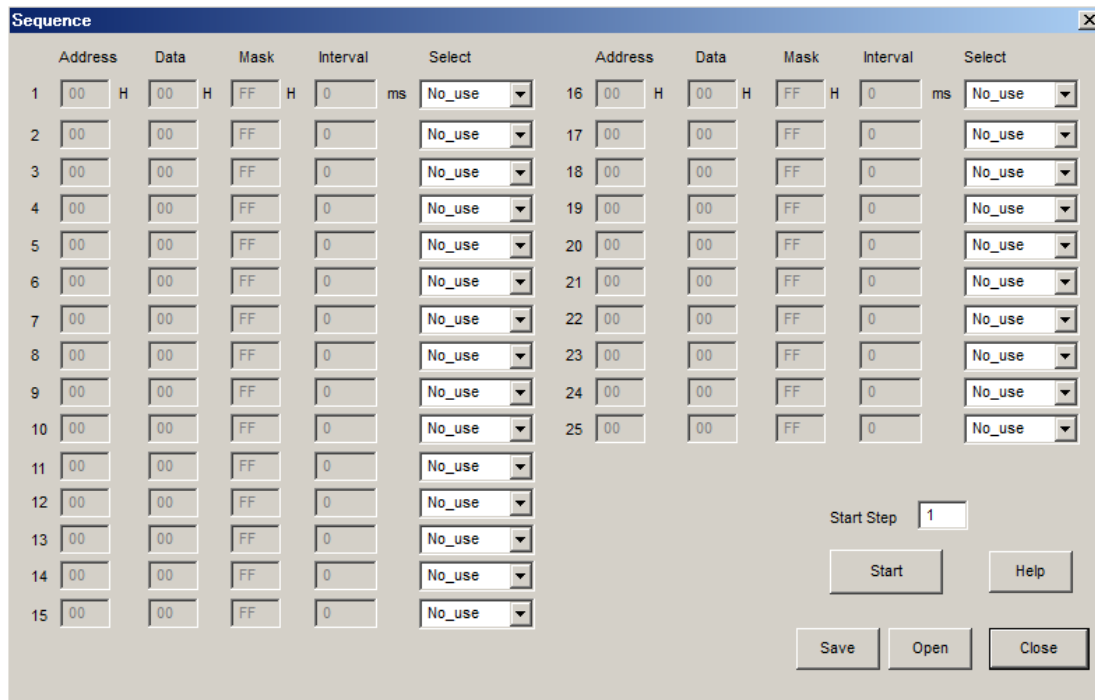 Sequence
Address Data Mask Interval Select Address Data Mask Interval Select
1 00 H 00 H FF H 0 ms No_use 16 00 H 00 H FF H 0 ms No_use
2 00 00 FF 0 No_use 17 00 00 FF 0 No_use
3 00 00 FF 0 No_use 18 00 00 FF 0 No_use
4 00 00 FF 0 No_use 19 00 00 FF 0 No_use
5 00 00 FF 0 No_use 20 00 00 FF 0 No_use
6 00 00 FF 0 No_use 21 00 00 FF 0 No_use
7 00 00 FF 0 No_use 22 00 00 FF 0 No_use
8 00 00 FF 0 No_use 23 00 00 FF 0 No_use
9 00 00 FF 0 No_use 24 00 00 FF 0 No_use
10 00 00 FF 0 No_use 25 00 00 FF 0 No_use
11 00 00 FF 0 No_use
12 00 00 FF 0 No_use
13 00 00 FF 0 No_use
14 00 00 FF 0 No_use
15 00 00 FF 0 No_use
Start Step 1
Start Help
Save Open Close